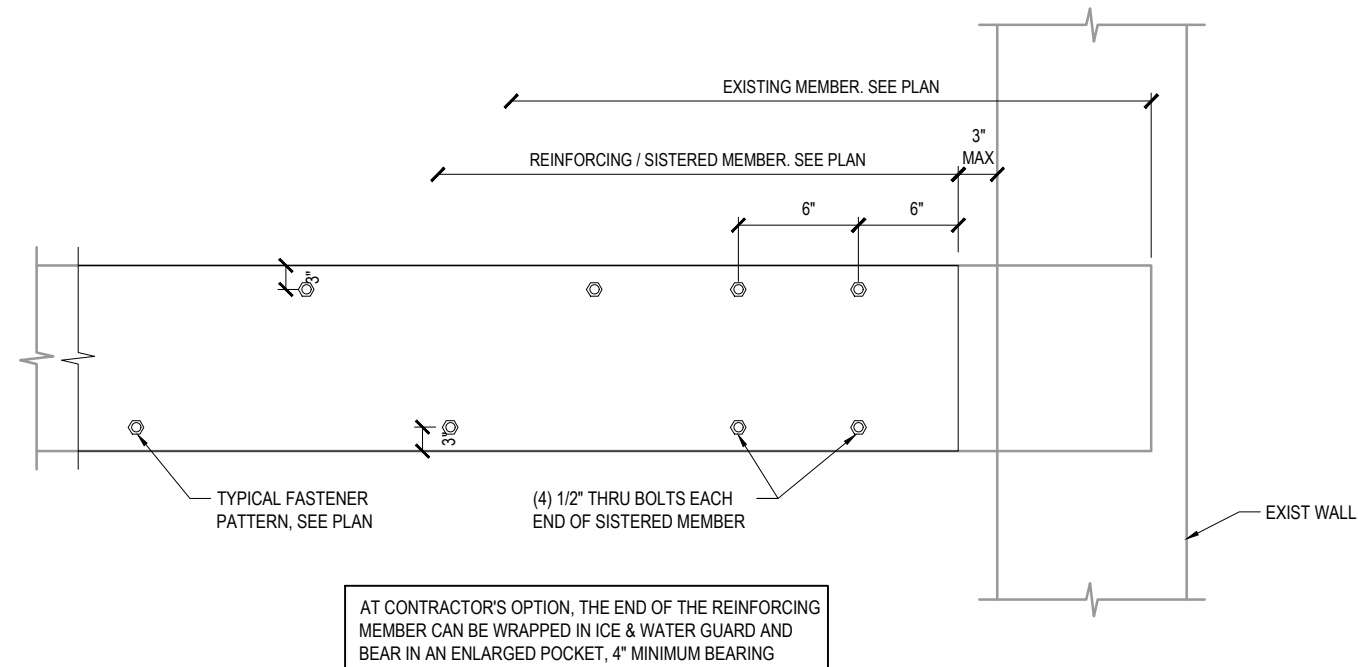 EXISTING MEMBER. SEE PLAN
3"
MAX
REINFORCING / SISTERED MEMBER. SEE PLAN
6"
6"
3"
3"
TYPICAL FASTENER
PATTERN, SEE PLAN
(4) 1/2" THRU BOLTS EACH
END OF SISTERED MEMBER
EXIST WALL
AT CONTRACTOR'S OPTION, THE END OF THE REINFORCING
MEMBER CAN BE WRAPPED IN ICE & WATER GUARD AND
BEAR IN AN ENLARGED POCKET, 4" MINIMUM BEARING